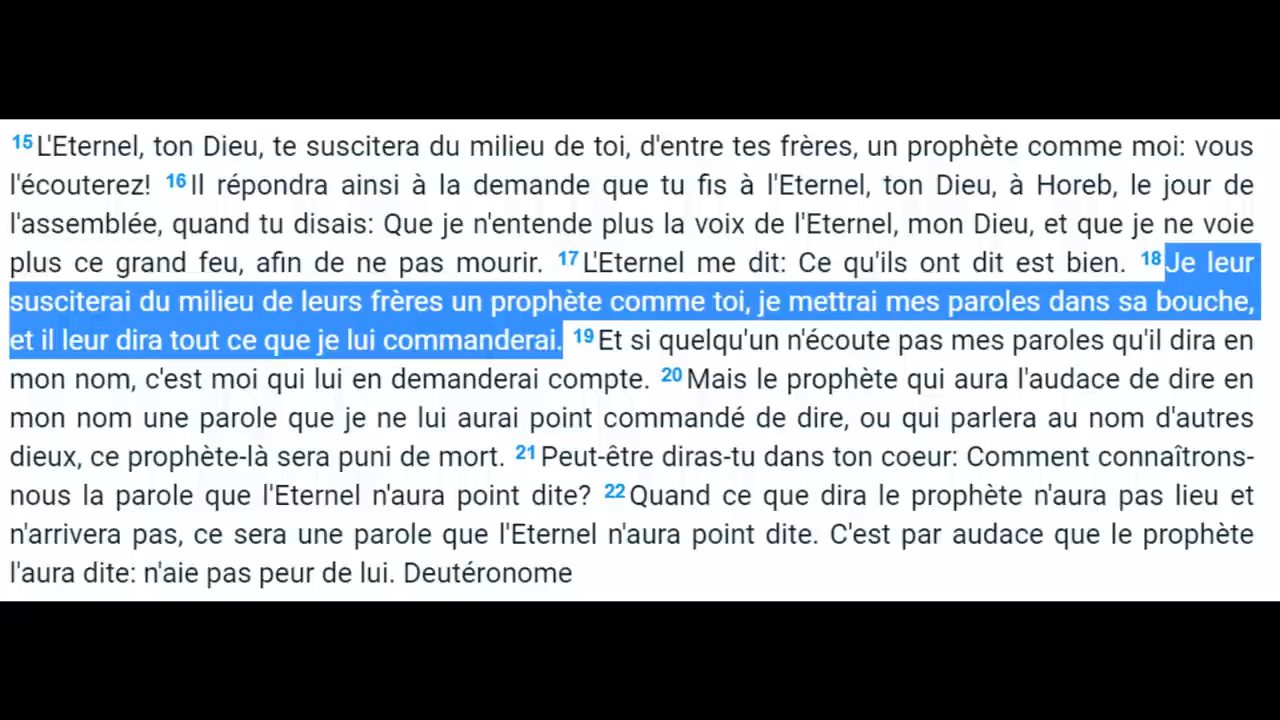 15 L'Eternel, ton Dieu, te suscitera du milieu de toi, d'entre tes frères, un prophète comme moi: vous
l'écouterez! 16 Il répondra ainsi à la demande que tu fis à l'Eternel, ton Dieu, à Horeb, le jour de
l'assemblée, quand tu disais: Que je n'entende plus la voix de l'Eternel, mon Dieu, et que je ne voie
plus ce grand feu, afin de ne pas mourir. 17 L'Eternel me dit: Ce qu'ils ont dit est bien. 18 Je leur
susciterai du milieu de leurs frères un prophète comme toi, je mettrai mes paroles dans sa bouche,
et il leur dira tout ce que je lui commanderai. 19 Et si quelqu'un n'écoute pas mes paroles qu'il dira en
mon nom, c'est moi qui lui en demanderai compte. 20 Mais le prophète qui aura l'audace de dire en
mon nom une parole que je ne lui aurai point commandé de dire, ou qui parlera au nom d'autres
dieux, ce prophète-là sera puni de mort. 21 Peut-être diras-tu dans ton coeur: Comment connaîtrons-
nous la parole que l'Eternel n'aura point dite? 22 Quand ce que dira le prophète n'aura pas lieu et
n'arrivera pas, ce sera une parole que l'Eternel n'aura point dite. C'est par audace que le prophète
l'aura dite: n'aie pas peur de lui. Deutéronome